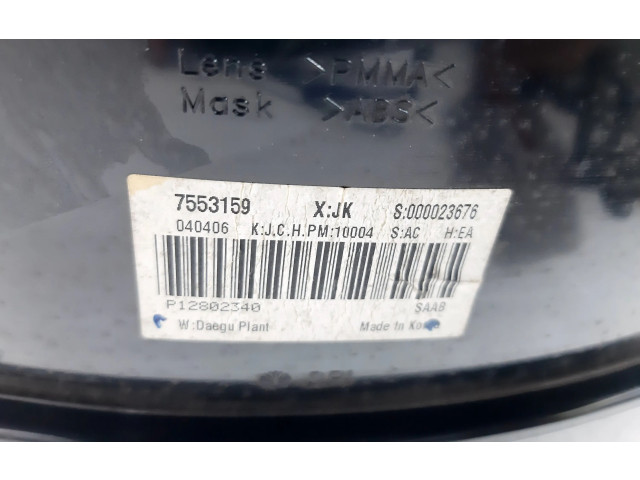 Lens >PMMA<
Mask >ABS<
7553159 X:JK S:000023676
040406 K:J.C.H.PM:10004 S:AC H:EA
P12802340 SAAB
W:Daegu Plant Made In Korea